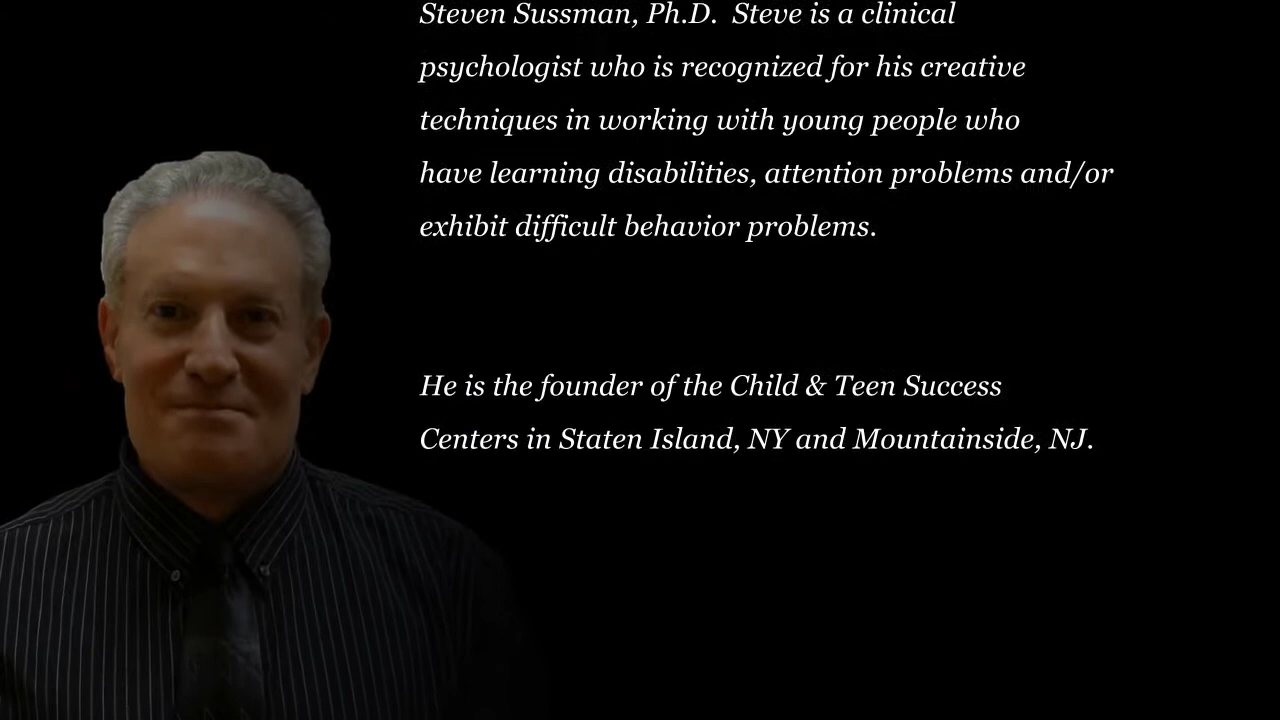 Steven Sussman, Ph.D.  Steve is a clinical
psychologist who is recognized for his creative
techniques in working with young people who
have learning disabilities, attention problems and/or
exhibit difficult behavior problems.
He is the founder of the Child & Teen Success
Centers in Staten Island, NY and Mountainside, NJ.